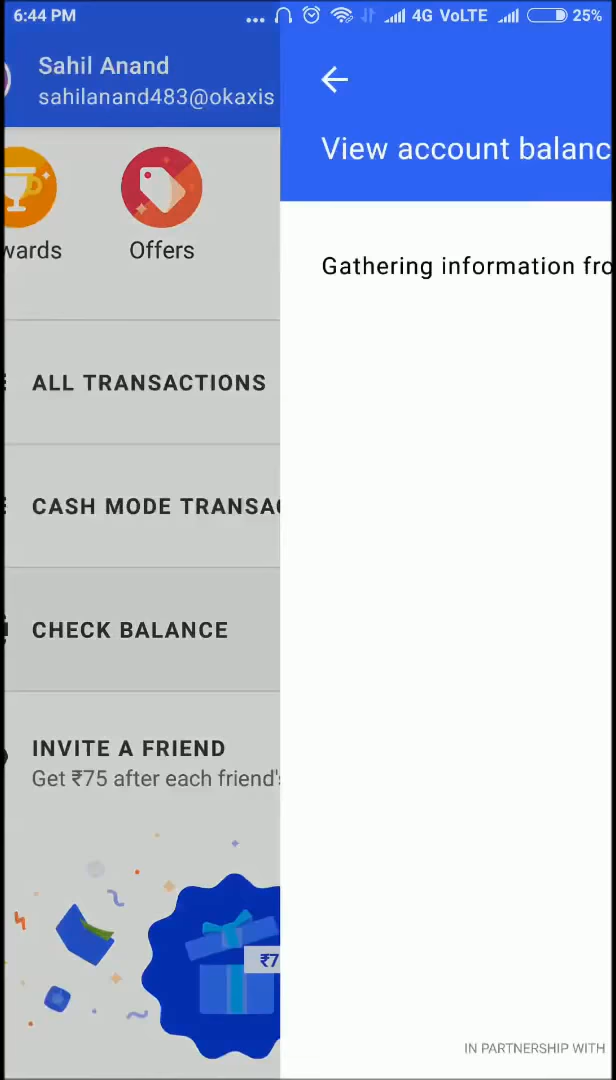 6:44 PM
4G VoLTE
25%
Sahil Anand
sahilanand483@okaxis
View account balanc
Gathering information fro
wards
Offers
ALL TRANSACTIONS
CASH MODE TRANSA
CHECK BALANCE
INVITE A FRIEND
Get ₹75 after each friend's
₹7
IN PARTNERSHIP WITH